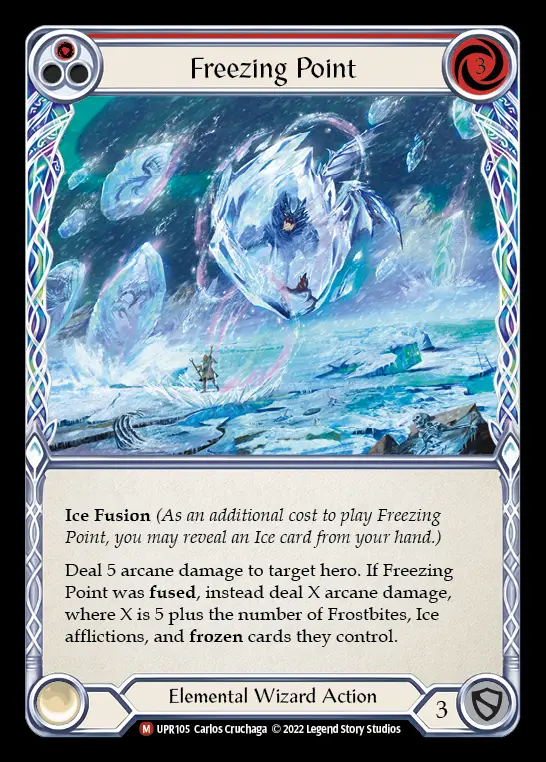 Freezing Point
3
Ice Fusion (As an additional cost to play Freezing
Point, you may reveal an Ice card from your hand.)
Deal 5 arcane damage to target hero. If Freezing
Point was fused, instead deal X arcane damage,
where X is 5 plus the number of Frostbites, Ice
afflictions, and frozen cards they control.
Elemental Wizard Action
3
M UPR105 Carlos Cruchaga © 2022 Legend Story Studios